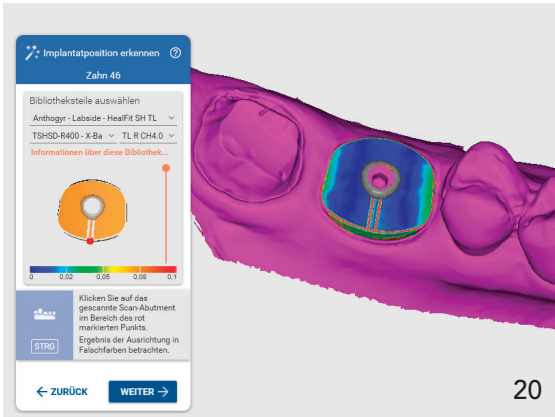 Implantatposition erkennen
Zahn 46
Bibliotheksteile auswählen
Anthogyr - Labside - HealFit SH TL
TSHSD-R400 - X-Ba TL R CH4.0
Informationen über diese Bibliothek...
0 0,02 0,05 0,08 0,1
Klicken Sie auf das
gescannte Scan-Abutment
im Bereich des rot
markierten Punkts.
STRG
Ergebnis der Ausrichtung in
Falschfarben betrachten.
← ZURÜCK WEITER →
20